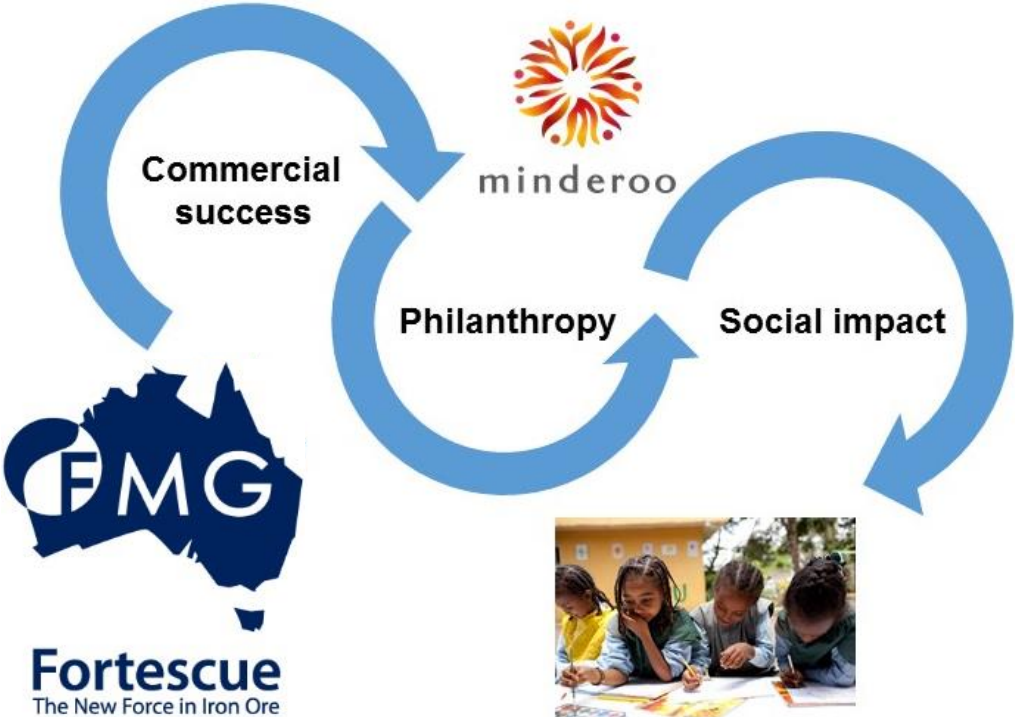 minderoo
Commercial
success
Philanthropy
Social impact
FMG
Fortescue
The New Force in Iron Ore